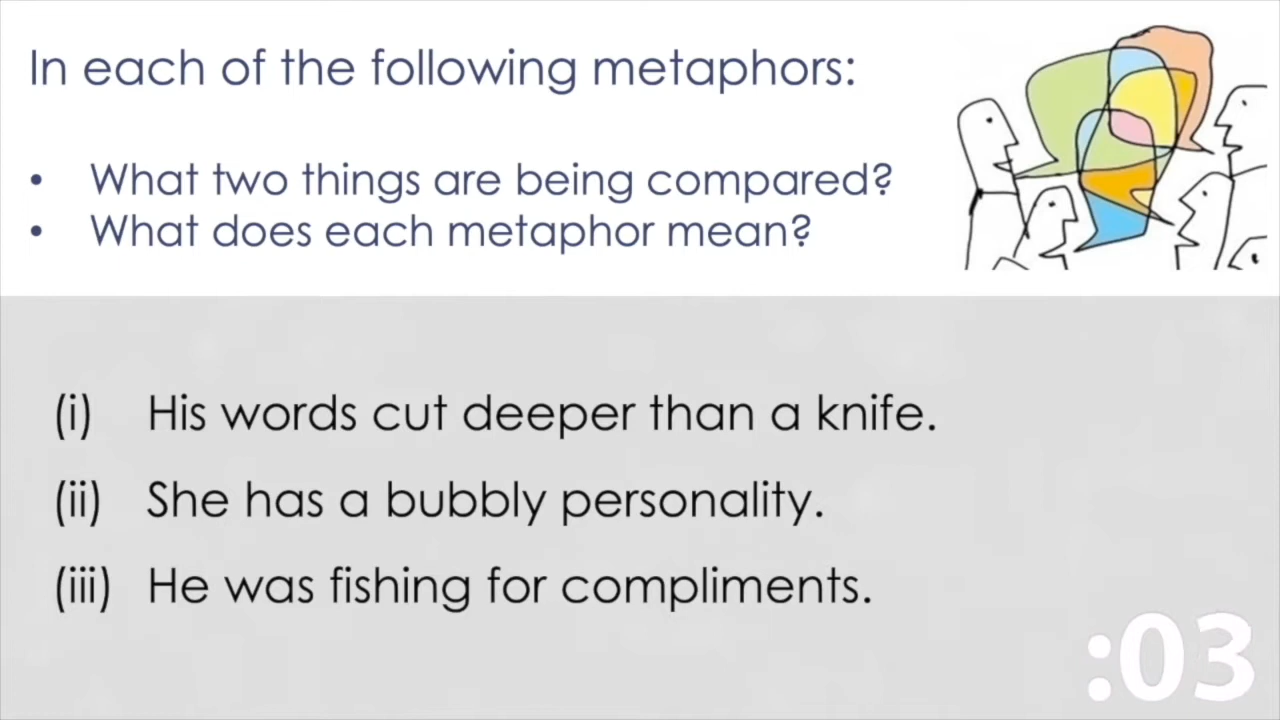 In each of the following metaphors:
• What two things are being compared?
• What does each metaphor mean?
(i) His words cut deeper than a knife.
(ii) She has a bubbly personality.
(iii) He was fishing for compliments.
:03